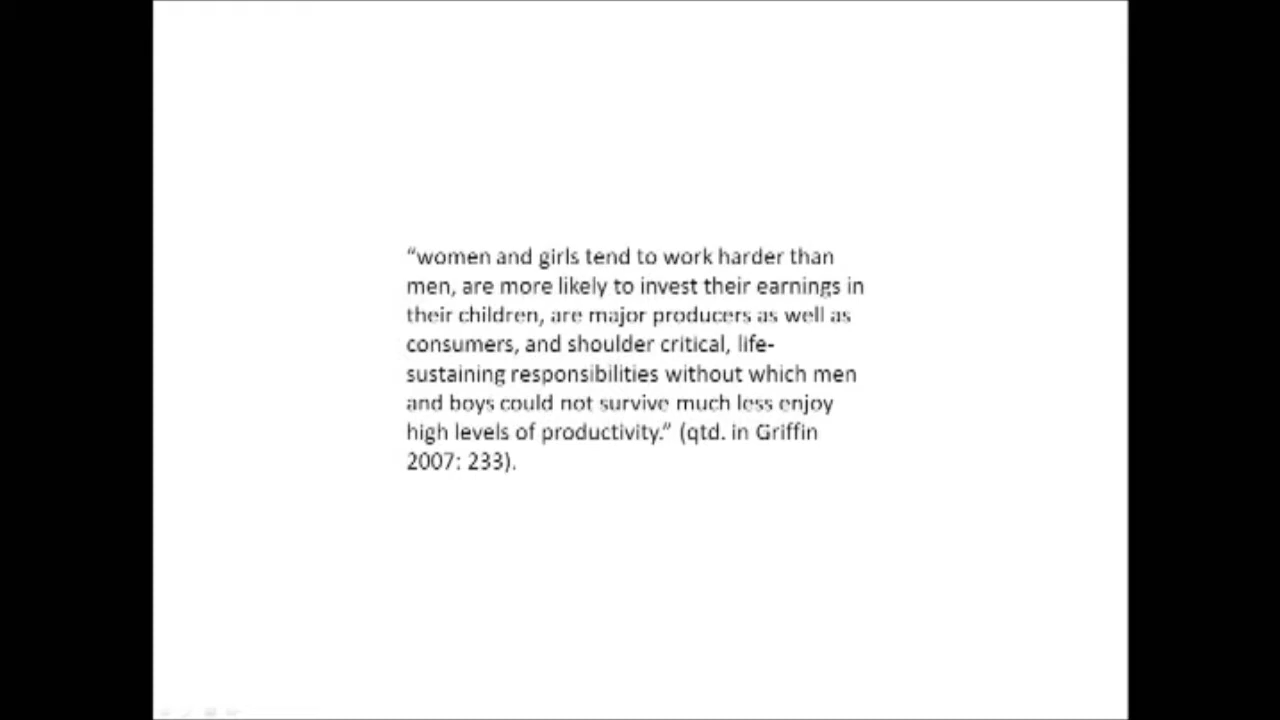 “women and girls tend to work harder than
men, are more likely to invest their earnings in
their children, are major producers as well as
consumers, and shoulder critical, life-
sustaining responsibilities without which men
and boys could not survive much less enjoy
high levels of productivity.” (qtd. in Griffin
2007: 233).